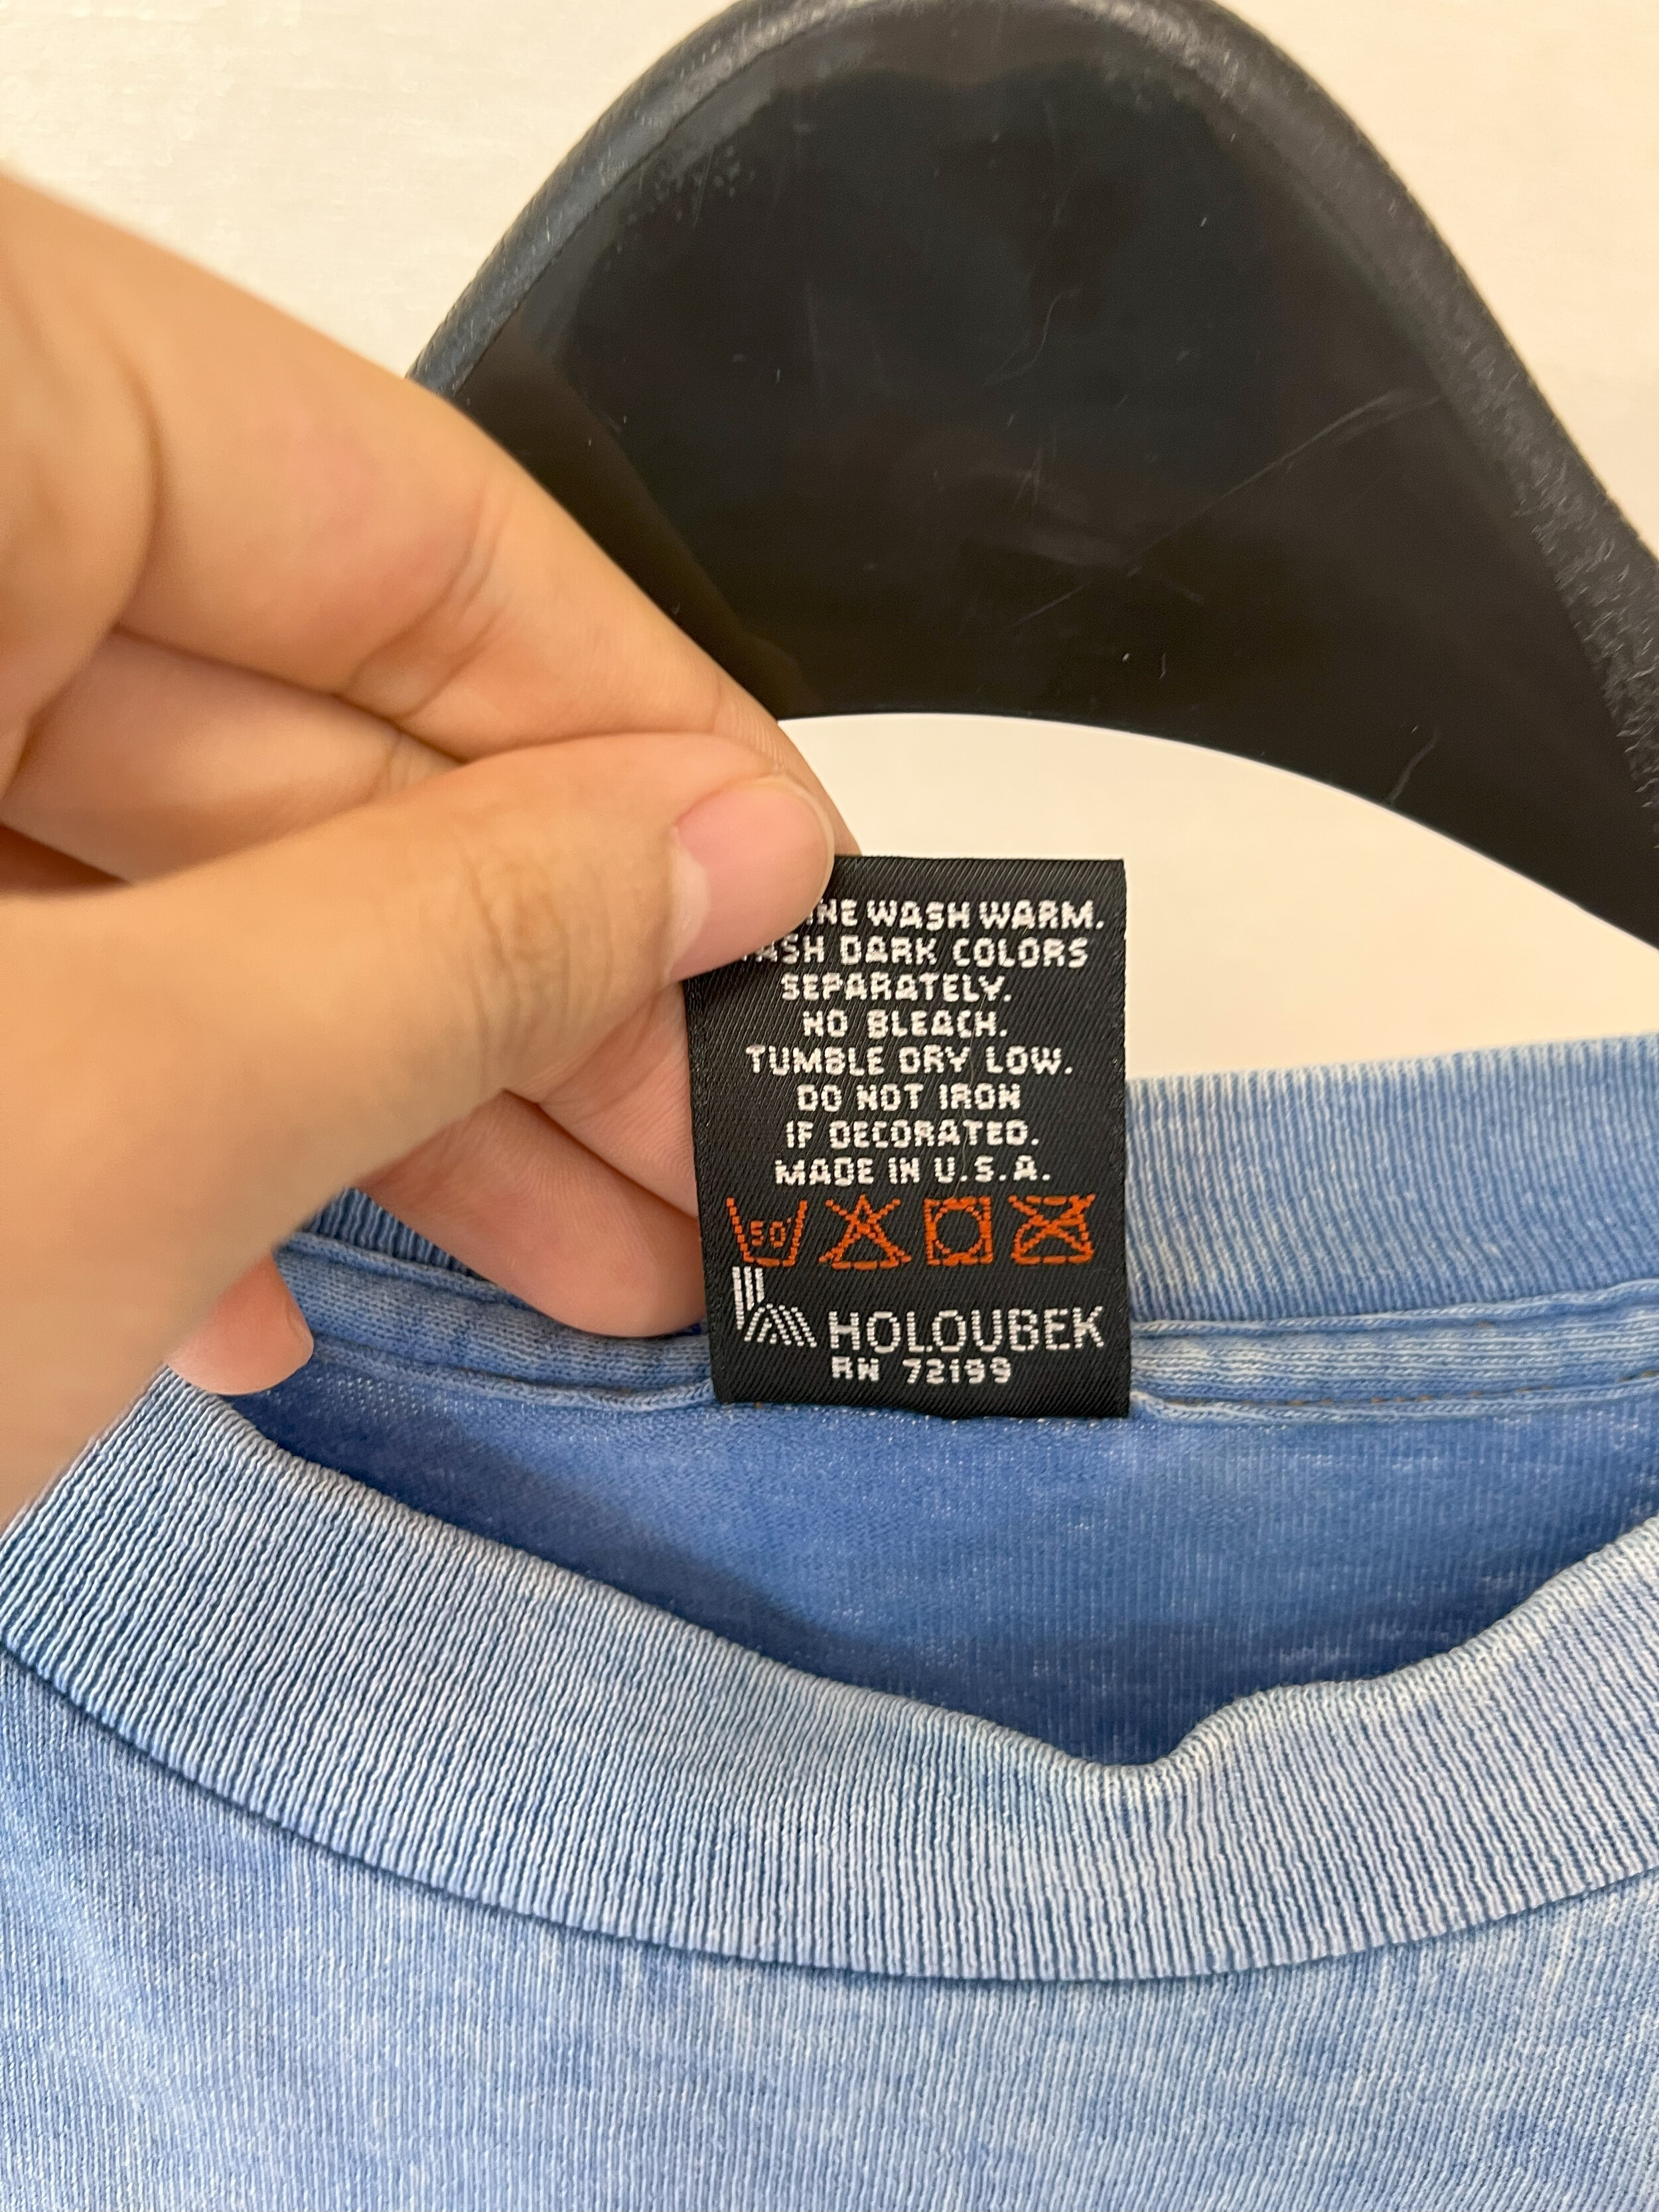 WASH WARM.
DARK COLORS
SEPARATELY.
NO BLEACH.
TUMBLE DRY LOW.
DO NOT IRON
IF DECORATED.
MADE IN U.S.A.
50
HOLOUBEK
RN 72199